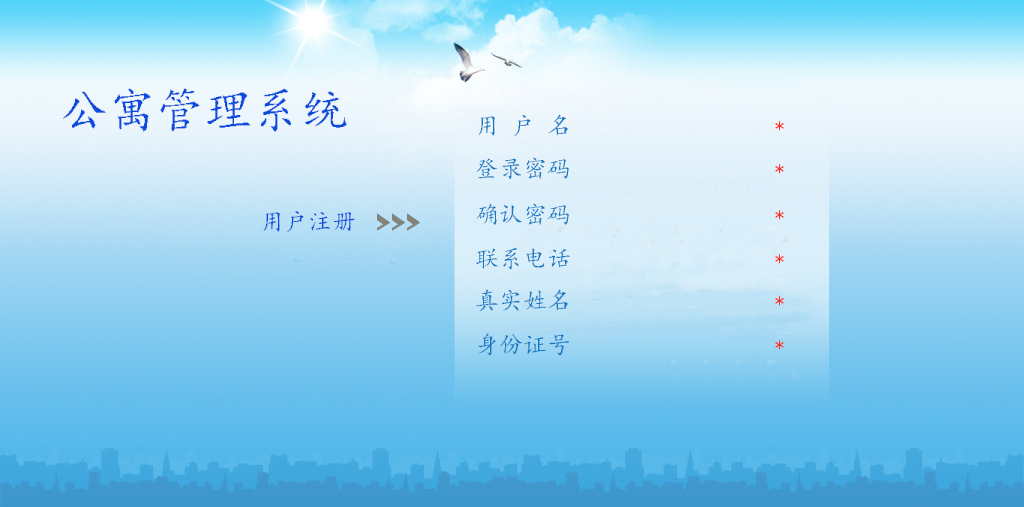 公寓管理系统
用户注册 >>>
用 户 名 *
登录密码 *
确认密码 *
联系电话 *
真实姓名 *
身份证号 *